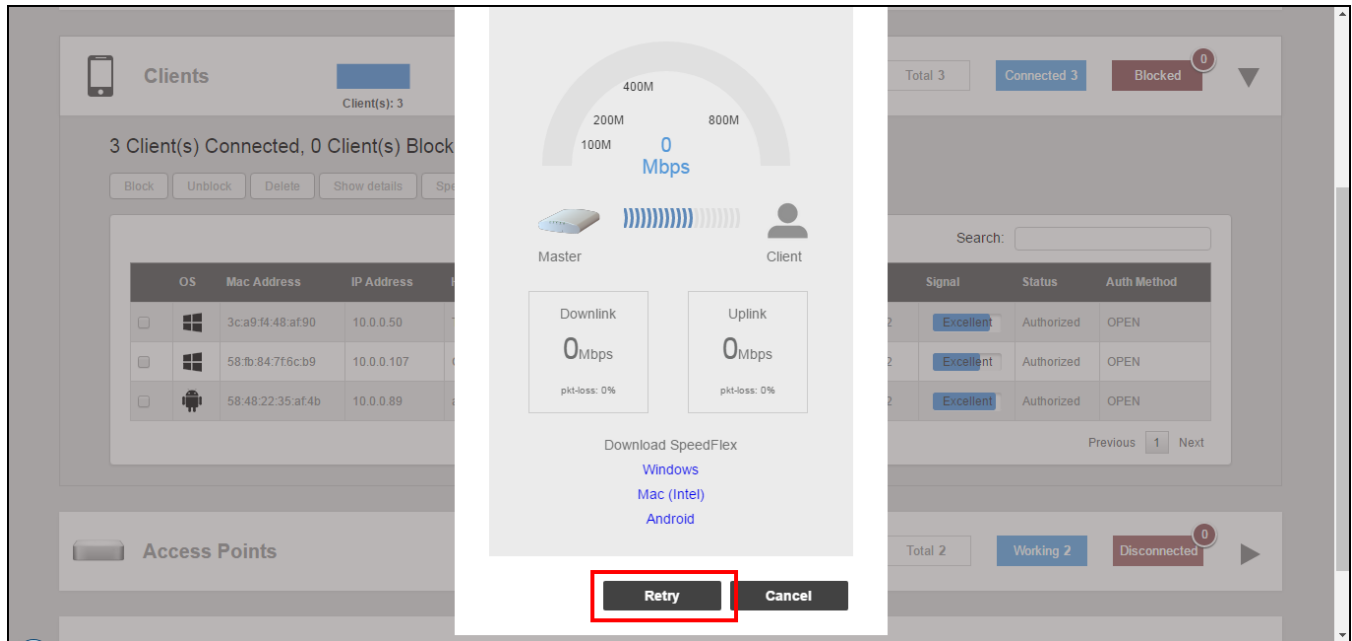 Clients
Client(s): 3
Total 3
Connected 3
Blocked
0
3 Client(s) Connected, 0 Client(s) Block
Block
Unblock
Delete
Show details
Spe
Search:
OS
Mac Address
IP Address
Signal
Status
Auth Method
3c:a9:f4:48:af:90
10.0.0.50
2
Excellent
Authorized
OPEN
58:fb:84:7f:6c:b9
10.0.0.107
2
Excellent
Authorized
OPEN
58:48:22:35:af:4b
10.0.0.89
2
Excellent
Authorized
OPEN
Previous 1 Next
Access Points
Total 2
Working 2
Disconnected
0
400M
200M
800M
100M
0
Mbps
Master
Client
Downlink
0Mbps
pkt-loss: 0%
Uplink
0Mbps
pkt-loss: 0%
Download SpeedFlex
Windows
Mac (Intel)
Android
Retry
Cancel